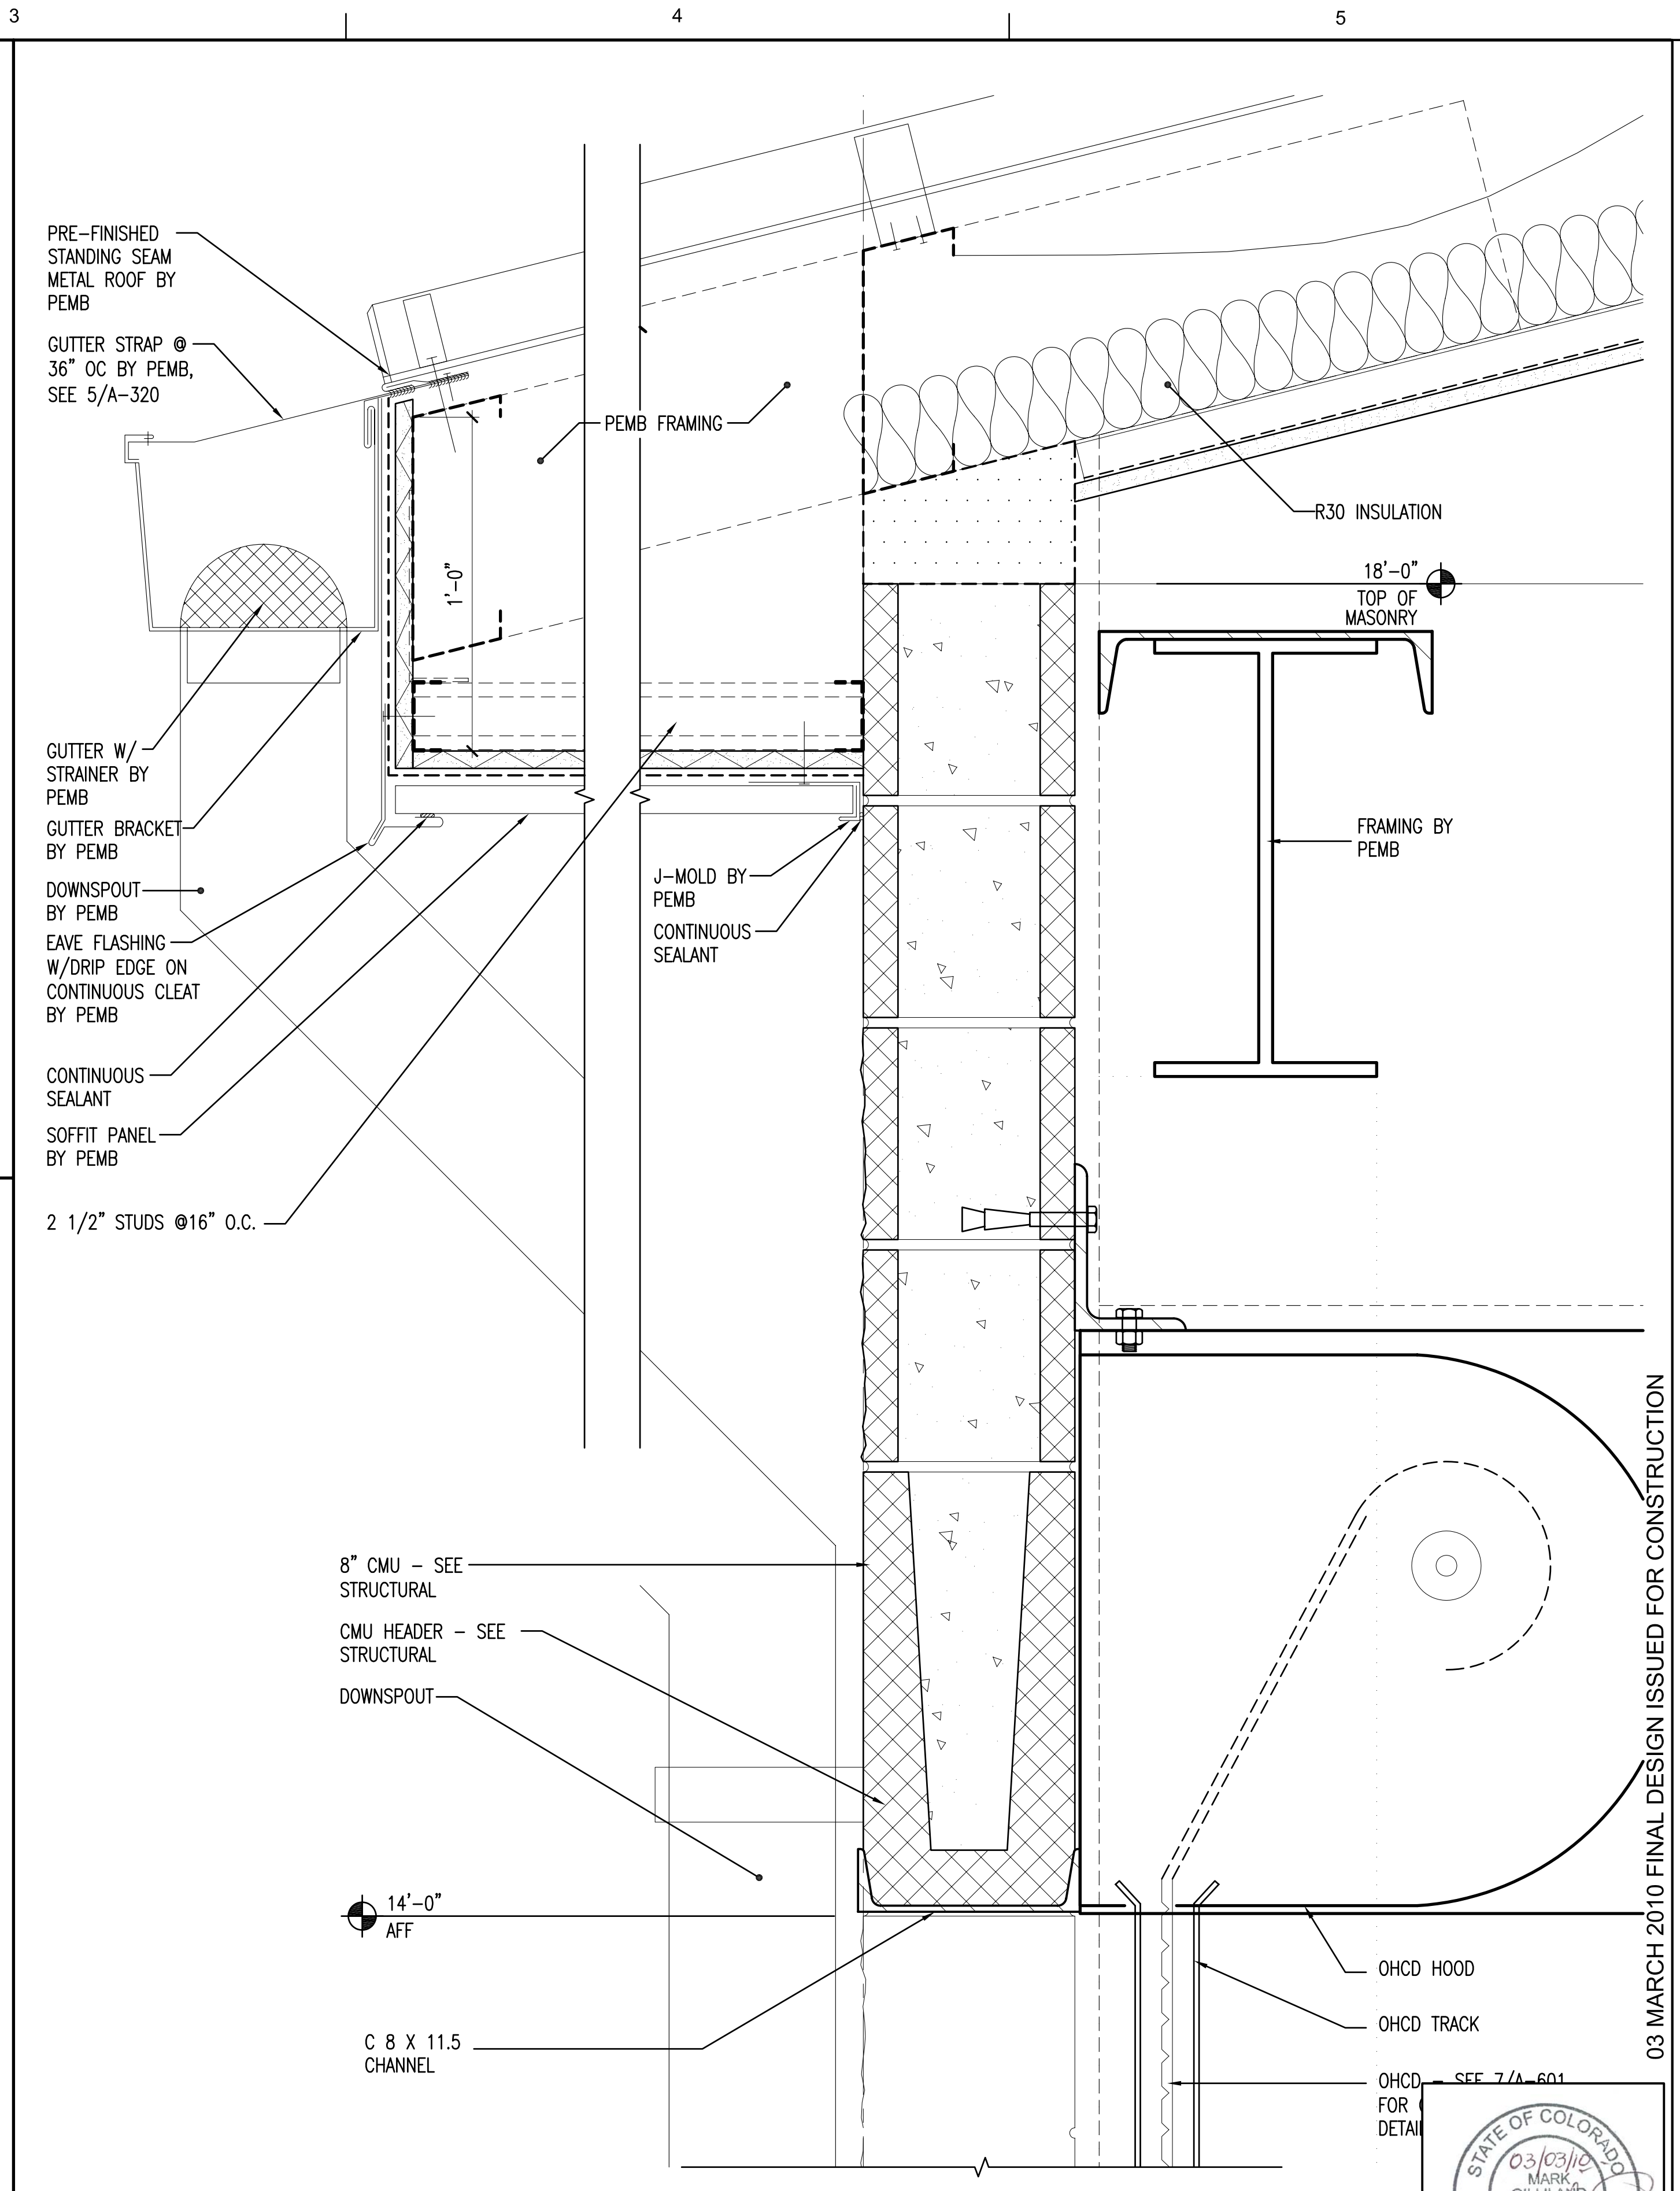 3
4
5
PRE-FINISHED
STANDING SEAM
METAL ROOF BY
PEMB
GUTTER STRAP @
36" OC BY PEMB,
SEE 5/A-320
PEMB FRAMING
R30 INSULATION
18'-0"
TOP OF
MASONRY
1'-0"
GUTTER W/
STRAINER BY
PEMB
GUTTER BRACKET
BY PEMB
DOWNSPOUT
BY PEMB
EAVE FLASHING
W/DRIP EDGE ON
CONTINUOUS CLEAT
BY PEMB
CONTINUOUS
SEALANT
SOFFIT PANEL
BY PEMB
2 1/2" STUDS @16" O.C.
J-MOLD BY
PEMB
CONTINUOUS
SEALANT
FRAMING BY
PEMB
8" CMU - SEE
STRUCTURAL
CMU HEADER - SEE
STRUCTURAL
DOWNSPOUT
14'-0"
AFF
C 8 X 11.5
CHANNEL
OHCD HOOD
OHCD TRACK
OHCD - SEE 7/A-601
FOR
DETAI
03 MARCH 2010 FINAL DESIGN ISSUED FOR CONSTRUCTION
STATE OF COLORADO
03/03/10
MARK